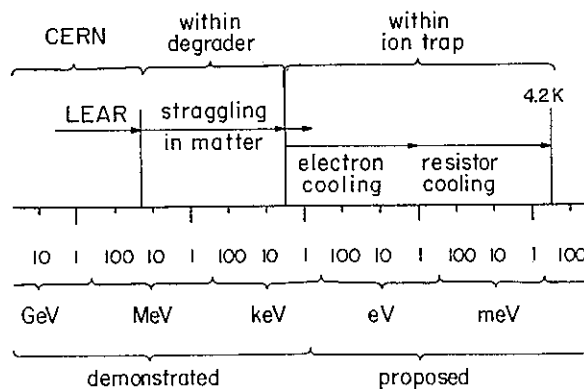 CERN
within degrader
within ion trap
LEAR
straggling in matter
4.2K
electron cooling
resistor cooling
10 1 100 10 1 100 10 1 100 10 1 100 10 1 100
GeV MeV keV eV meV
demonstrated proposed